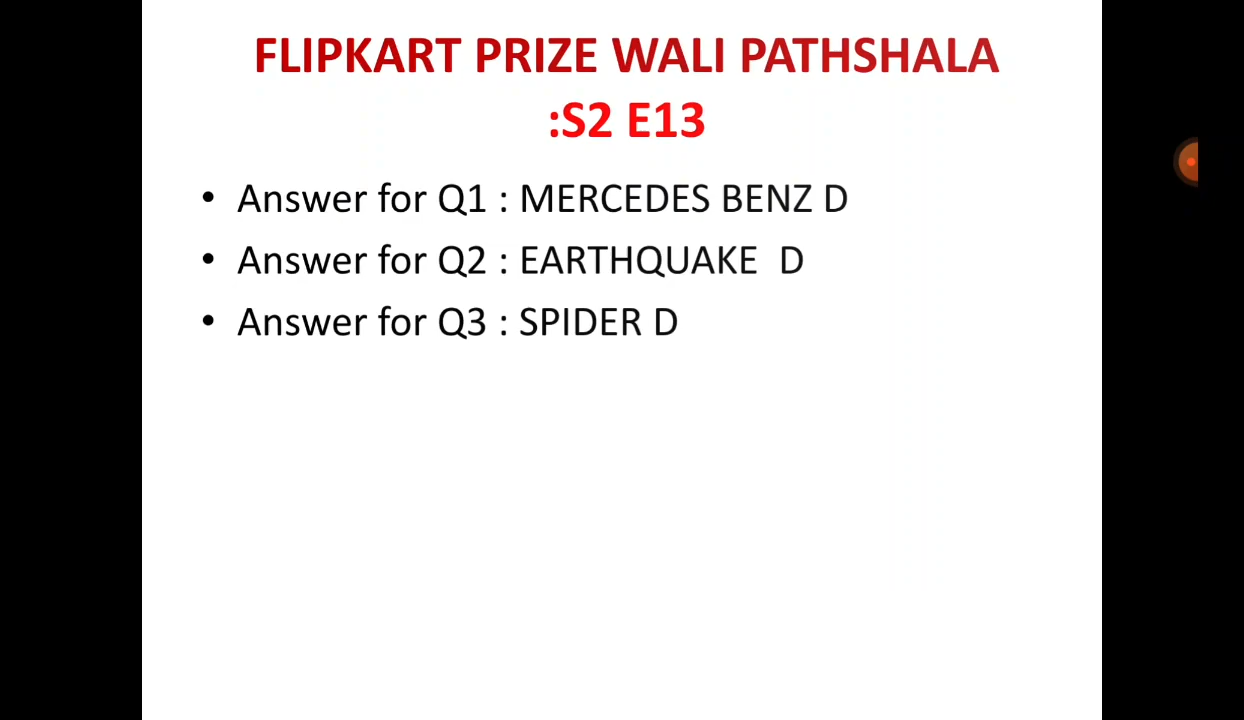 FLIPKART PRIZE WALI PATHSHALA
:S2 E13
• Answer for Q1 : MERCEDES BENZ D
• Answer for Q2 : EARTHQUAKE  D
• Answer for Q3 : SPIDER D